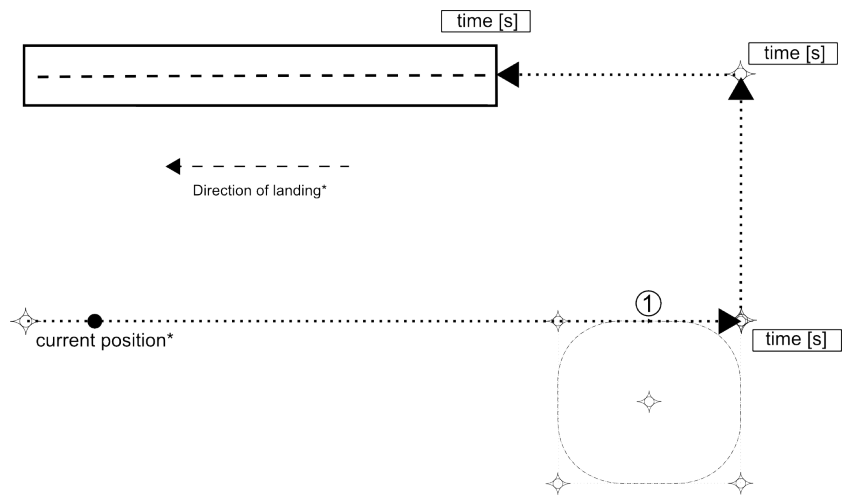 time [s]
time [s]
Direction of landing*
1
current position*
time [s]